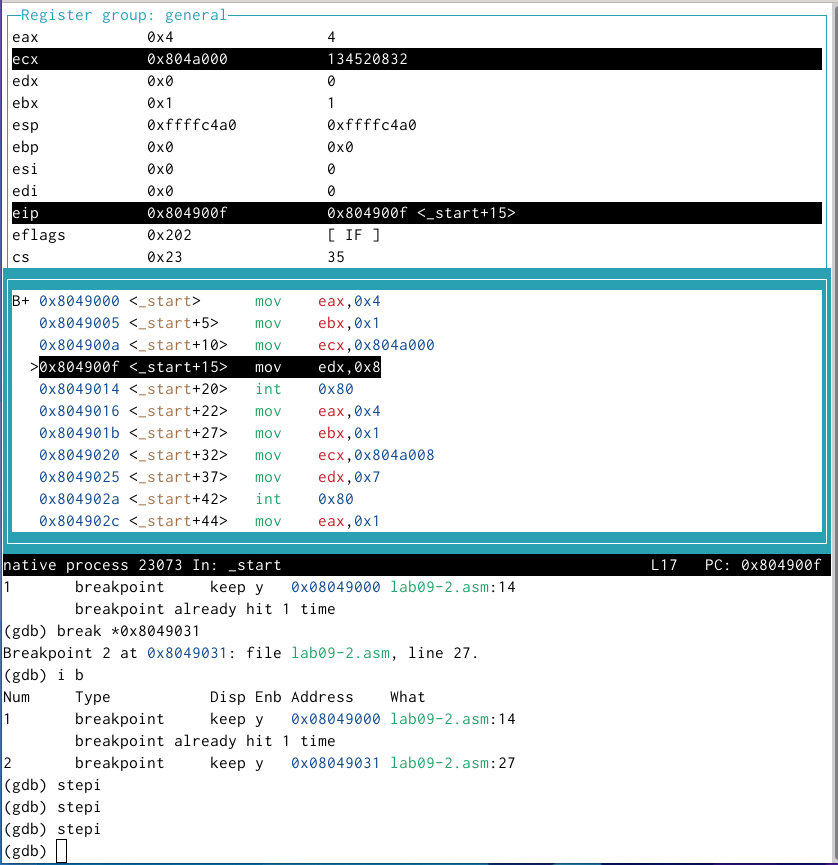 Register group: general
eax 0x4 4
ecx 0x804a000 134520832
edx 0x0 0
ebx 0x1 1
esp 0xffffc4a0 0xffffc4a0
ebp 0x0 0x0
esi 0x0 0
edi 0x0 0
eip 0x804900f 0x804900f <_start+15>
eflags 0x202 [ IF ]
cs 0x23 35
B+ 0x8049000 <_start> mov eax,0x4
0x8049005 <_start+5> mov ebx,0x1
0x804900a <_start+10> mov ecx,0x804a000
>0x804900f <_start+15> mov edx,0x8
0x8049014 <_start+20> int 0x80
0x8049016 <_start+22> mov eax,0x4
0x804901b <_start+27> mov ebx,0x1
0x8049020 <_start+32> mov ecx,0x804a008
0x8049025 <_start+37> mov edx,0x7
0x804902a <_start+42> int 0x80
0x804902c <_start+44> mov eax,0x1
native process 23073 In: _start L17 PC: 0x804900f
1 breakpoint keep y 0x08049000 lab09-2.asm:14
breakpoint already hit 1 time
(gdb) break *0x8049031
Breakpoint 2 at 0x8049031: file lab09-2.asm, line 27.
(gdb) i b
Num Type Disp Enb Address What
1 breakpoint keep y 0x08049000 lab09-2.asm:14
breakpoint already hit 1 time
2 breakpoint keep y 0x08049031 lab09-2.asm:27
(gdb) stepi
(gdb) stepi
(gdb) stepi
(gdb)